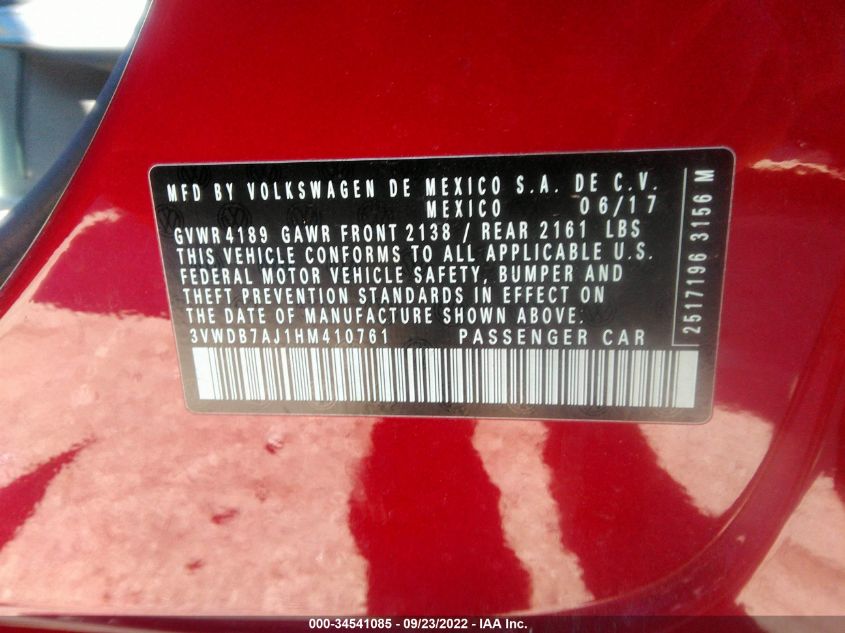 MFD BY VOLKSWAGEN DE MEXICO S.A. DE C.V.
MEXICO 06/17
GVWR 4189 GAWR FRONT 2138 / REAR 2161 LBS
THIS VEHICLE CONFORMS TO ALL APPLICABLE U.S.
FEDERAL MOTOR VEHICLE SAFETY, BUMPER AND
THEFT PREVENTION STANDARDS IN EFFECT ON
THE DATE OF MANUFACTURE SHOWN ABOVE.
3VWDB7AJ1HM410761 PASSENGER CAR
2517196 3156 M
000-34541085 - 09/23/2022 - IAA Inc.